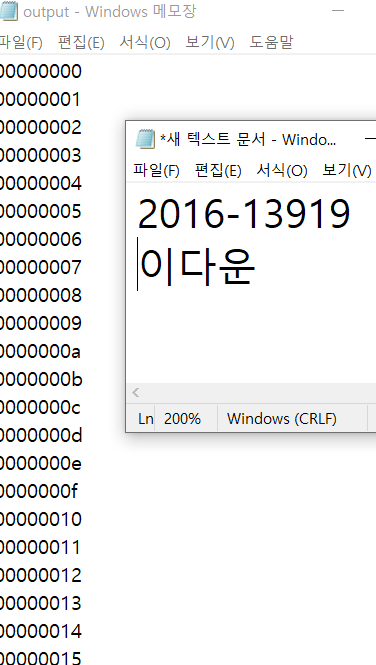 output - Windows 메모장
파일(F) 편집(E) 서식(O) 보기(V) 도움말
00000000
00000001
00000002
00000003
00000004
00000005
00000006
00000007
00000008
00000009
0000000a
0000000b
0000000c
0000000d
0000000e
0000000f
00000010
00000011
00000012
00000013
00000014
00000015
*새 텍스트 문서 - Windo...
파일(F) 편집(E) 서식(O) 보기(V)
2016-13919
이다운
Ln 200% Windows (CRLF)